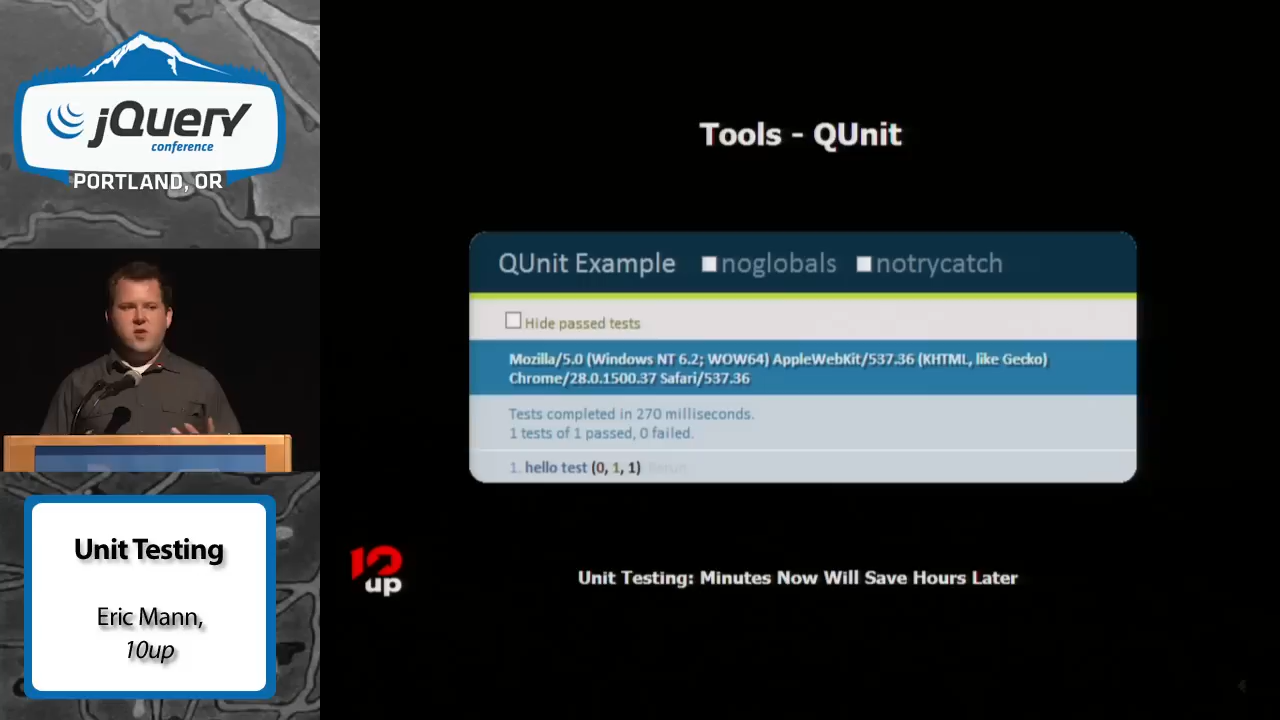 jQuery
conference
PORTLAND, OR
Unit Testing
Eric Mann,
10up
Tools - QUnit
QUnit Example noglobals notrycatch
Hide passed tests
Mozilla/5.0 (Windows NT 6.2; WOW64) AppleWebKit/537.36 (KHTML, like Gecko)
Chrome/28.0.1500.37 Safari/537.36
Tests completed in 270 milliseconds.
1 tests of 1 passed, 0 failed.
1. hello test (0, 1, 1) Rerun
10up
Unit Testing: Minutes Now Will Save Hours Later